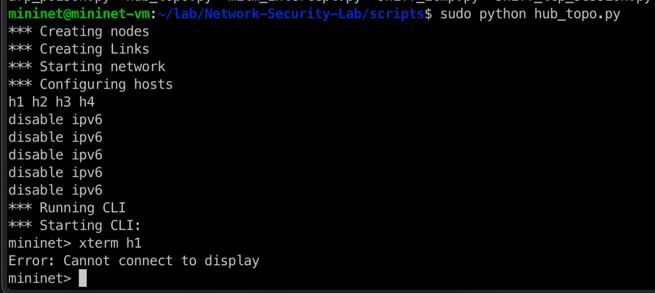 mininet@mininet-vm:~/lab/Network-Security-Lab/scripts$ sudo python hub_topo.py
*** Creating nodes
*** Creating Links
*** Starting network
*** Configuring hosts
h1 h2 h3 h4
disable ipv6
disable ipv6
disable ipv6
disable ipv6
disable ipv6
*** Running CLI
*** Starting CLI:
mininet> xterm h1
Error: Cannot connect to display
mininet>